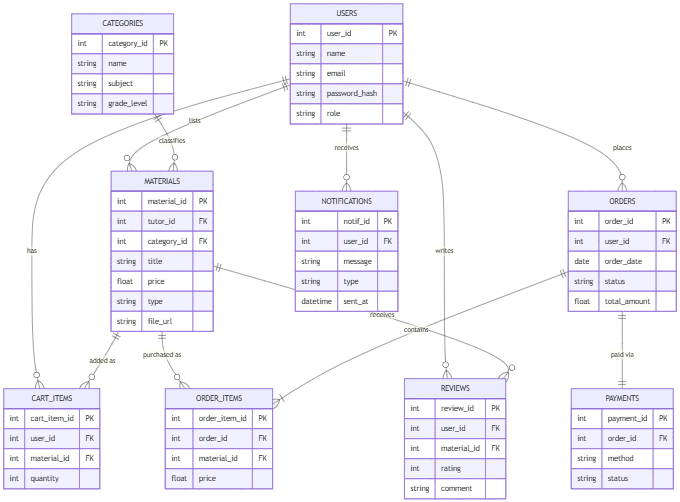 CATEGORIES
int category_id PK
string name
string subject
string grade_level
USERS
int user_id PK
string name
string email
string password_hash
string role
lists
classifies
receives
places
has
writes
MATERIALS
int material_id PK
int tutor_id FK
int category_id FK
string title
float price
string type
string file_url
NOTIFICATIONS
int notif_id PK
int user_id FK
string message
string type
datetime sent_at
ORDERS
int order_id PK
int user_id FK
date order_date
string status
float total_amount
receives
contains
added as
purchased as
paid via
CART_ITEMS
int cart_item_id PK
int user_id FK
int material_id FK
int quantity
ORDER_ITEMS
int order_item_id PK
int order_id FK
int material_id FK
float price
REVIEWS
int review_id PK
int user_id FK
int material_id FK
int rating
string comment
PAYMENTS
int payment_id PK
int order_id FK
string method
string status